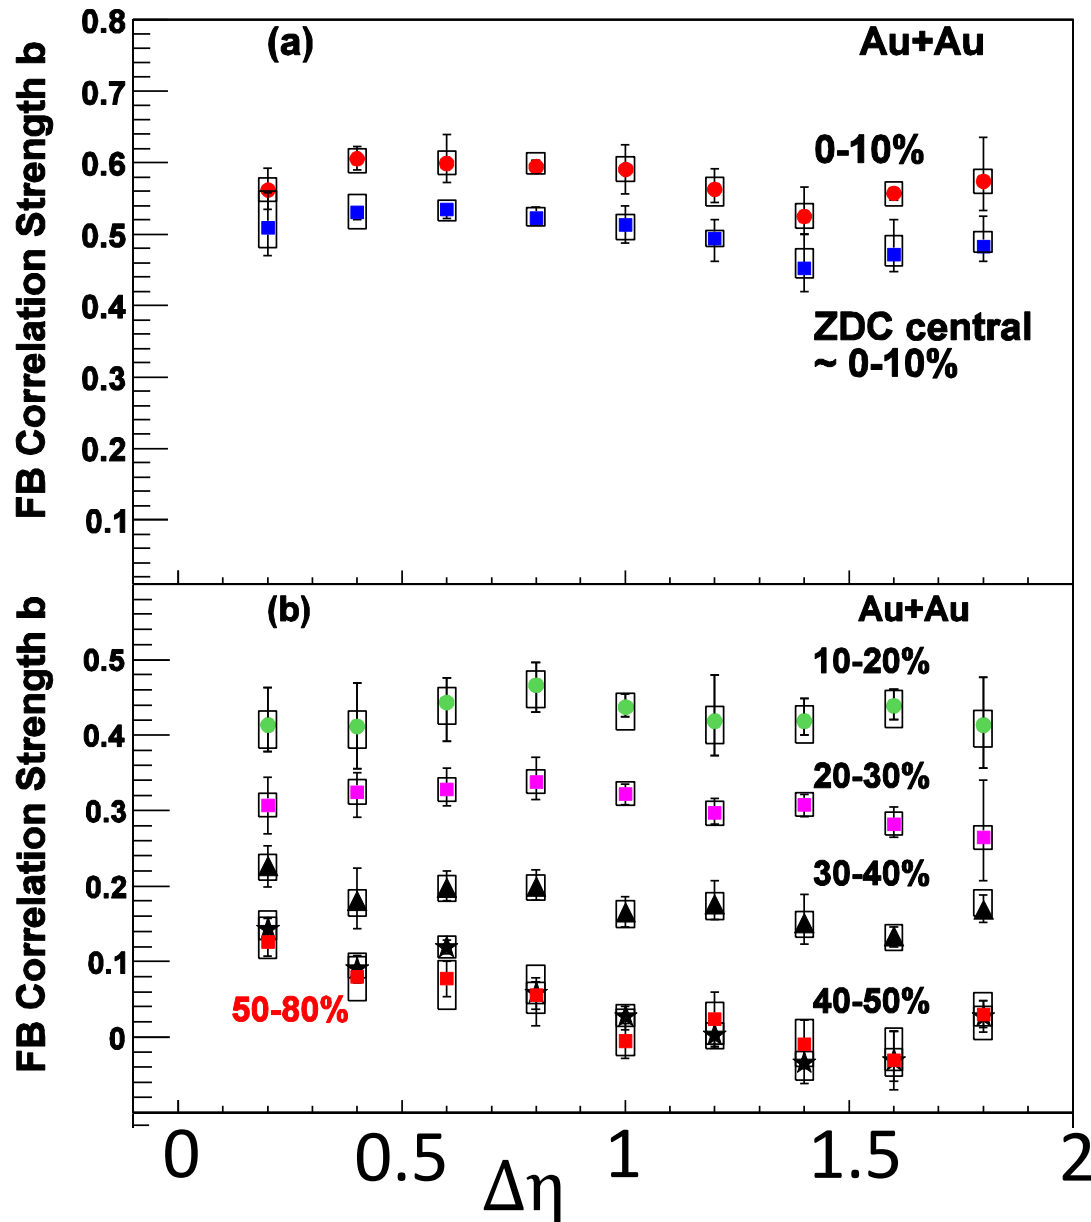 (a)
Au+Au
0.8
0.7
0.6
0.5
0.4
0.3
0.2
0.1
FB Correlation Strength b
0-10%
ZDC central
~ 0-10%
(b)
Au+Au
0.5
0.4
0.3
0.2
0.1
0
FB Correlation Strength b
10-20%
20-30%
30-40%
40-50%
50-80%
0 0.5 1 1.5 2
Δη